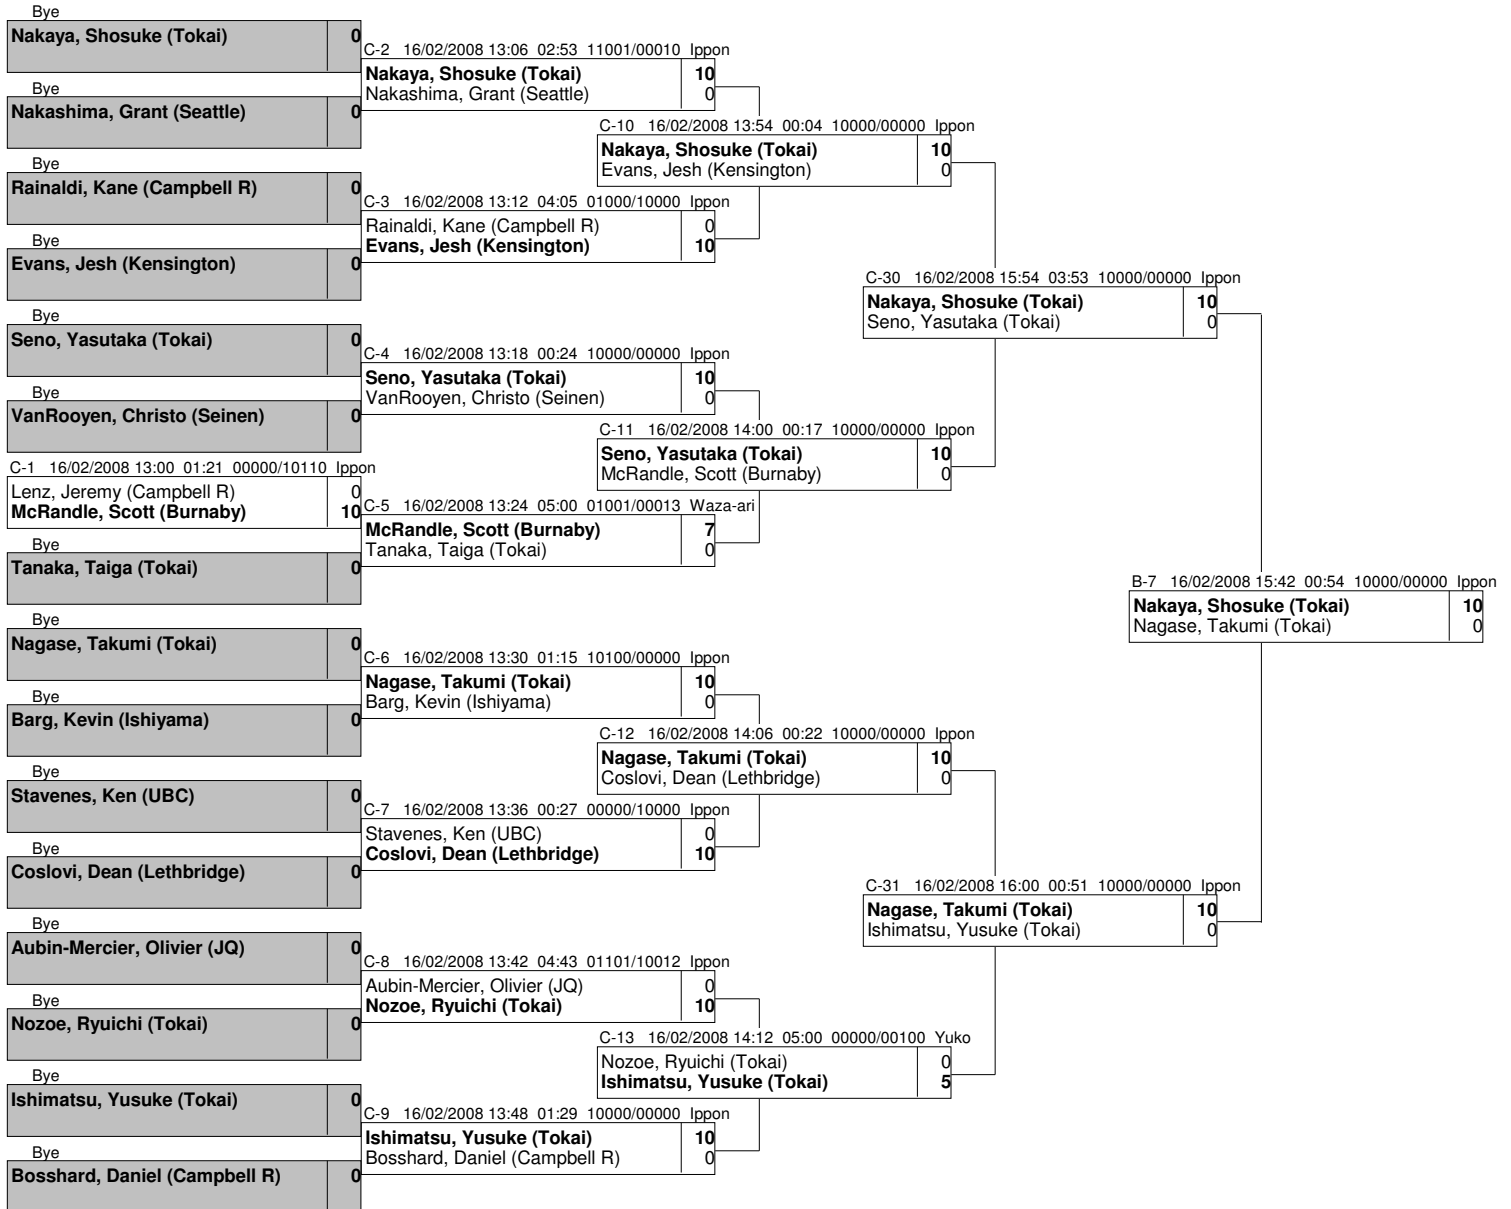 Bye
Nakaya, Shosuke (Tokai) 0
Bye
Nakashima, Grant (Seattle) 0
Bye
Rainaldi, Kane (Campbell R) 0
Bye
Evans, Jesh (Kensington) 0
Bye
Seno, Yasutaka (Tokai) 0
Bye
VanRooyen, Christo (Seinen) 0
C-1 16/02/2008 13:00 01:21 00000/10110 Ippon
Lenz, Jeremy (Campbell R) 0
McRandle, Scott (Burnaby) 10
Bye
Tanaka, Taiga (Tokai) 0
Bye
Nagase, Takumi (Tokai) 0
Bye
Barg, Kevin (Ishiyama) 0
Bye
Stavenes, Ken (UBC) 0
Bye
Coslovi, Dean (Lethbridge) 0
Bye
Aubin-Mercier, Olivier (JQ) 0
Bye
Nozoe, Ryuichi (Tokai) 0
Bye
Ishimatsu, Yusuke (Tokai) 0
Bye
Bosshard, Daniel (Campbell R) 0
C-2 16/02/2008 13:06 02:53 11001/00010 Ippon
Nakaya, Shosuke (Tokai) 10
Nakashima, Grant (Seattle) 0
C-3 16/02/2008 13:12 04:05 01000/10000 Ippon
Rainaldi, Kane (Campbell R) 0
Evans, Jesh (Kensington) 10
C-4 16/02/2008 13:18 00:24 10000/00000 Ippon
Seno, Yasutaka (Tokai) 10
VanRooyen, Christo (Seinen) 0
C-5 16/02/2008 13:24 05:00 01001/00013 Waza-ari
McRandle, Scott (Burnaby) 7
Tanaka, Taiga (Tokai) 0
C-6 16/02/2008 13:30 01:15 10100/00000 Ippon
Nagase, Takumi (Tokai) 10
Barg, Kevin (Ishiyama) 0
C-7 16/02/2008 13:36 00:27 00000/10000 Ippon
Stavenes, Ken (UBC) 0
Coslovi, Dean (Lethbridge) 10
C-8 16/02/2008 13:42 04:43 01101/10012 Ippon
Aubin-Mercier, Olivier (JQ) 0
Nozoe, Ryuichi (Tokai) 10
C-9 16/02/2008 13:48 01:29 10000/00000 Ippon
Ishimatsu, Yusuke (Tokai) 10
Bosshard, Daniel (Campbell R) 0
C-10 16/02/2008 13:54 00:04 10000/00000 Ippon
Nakaya, Shosuke (Tokai) 10
Evans, Jesh (Kensington) 0
C-11 16/02/2008 14:00 00:17 10000/00000 Ippon
Seno, Yasutaka (Tokai) 10
McRandle, Scott (Burnaby) 0
C-12 16/02/2008 14:06 00:22 10000/00000 Ippon
Nagase, Takumi (Tokai) 10
Coslovi, Dean (Lethbridge) 0
C-13 16/02/2008 14:12 05:00 00000/00100 Yuko
Nozoe, Ryuichi (Tokai) 0
Ishimatsu, Yusuke (Tokai) 5
C-30 16/02/2008 15:54 03:53 10000/00000 Ippon
Nakaya, Shosuke (Tokai) 10
Seno, Yasutaka (Tokai) 0
C-31 16/02/2008 16:00 00:51 10000/00000 Ippon
Nagase, Takumi (Tokai) 10
Ishimatsu, Yusuke (Tokai) 0
B-7 16/02/2008 15:42 00:54 10000/00000 Ippon
Nakaya, Shosuke (Tokai) 10
Nagase, Takumi (Tokai) 0